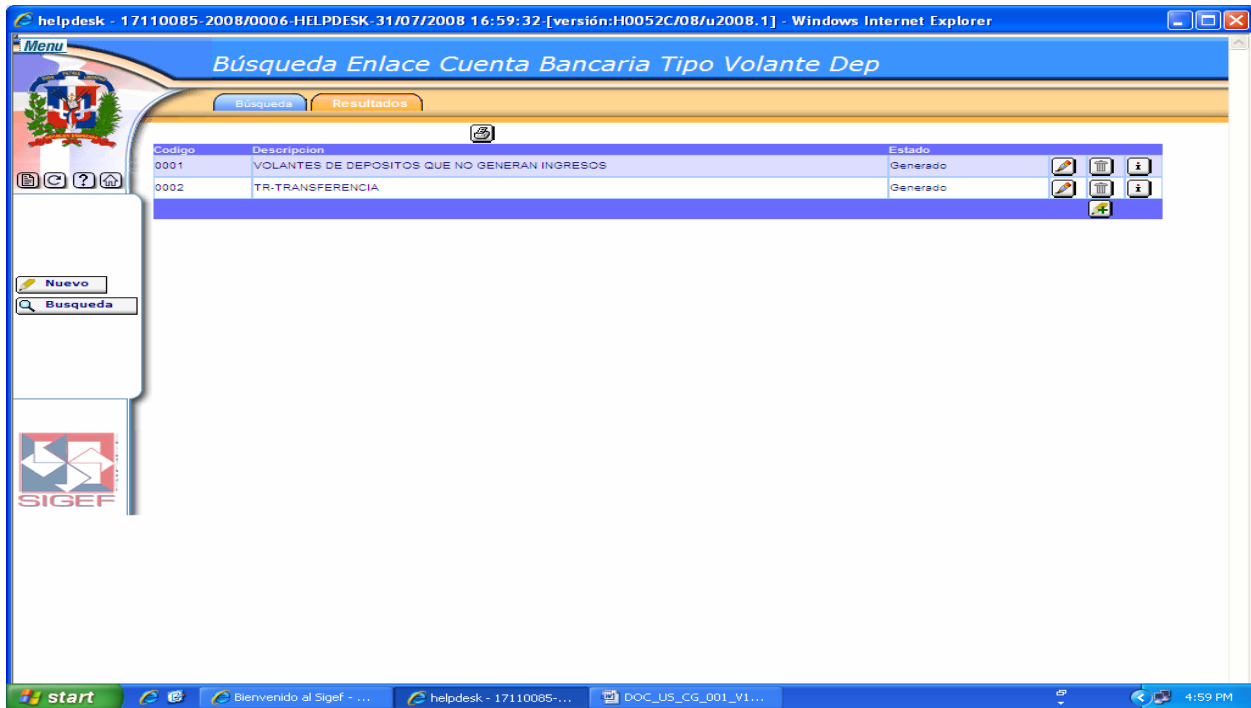 helpdesk - 17110085-2008/0006-HELPDESK-31/07/2008 16:59:32-[versión:H0052C/08/u2008.1] - Windows Internet Explorer
Menu
Búsqueda Enlace Cuenta Bancaria Tipo Volante Dep
Búsqueda Resultados
Codigo Descripcion Estado
0001 VOLANTES DE DEPOSITOS QUE NO GENERAN INGRESOS Generado
0002 TR-TRANSFERENCIA Generado
Nuevo
Busqueda
SIGEF
start Bienvenido al Sigef - ... helpdesk - 17110085-... DOC_US_CG_001_V1... 4:59 PM